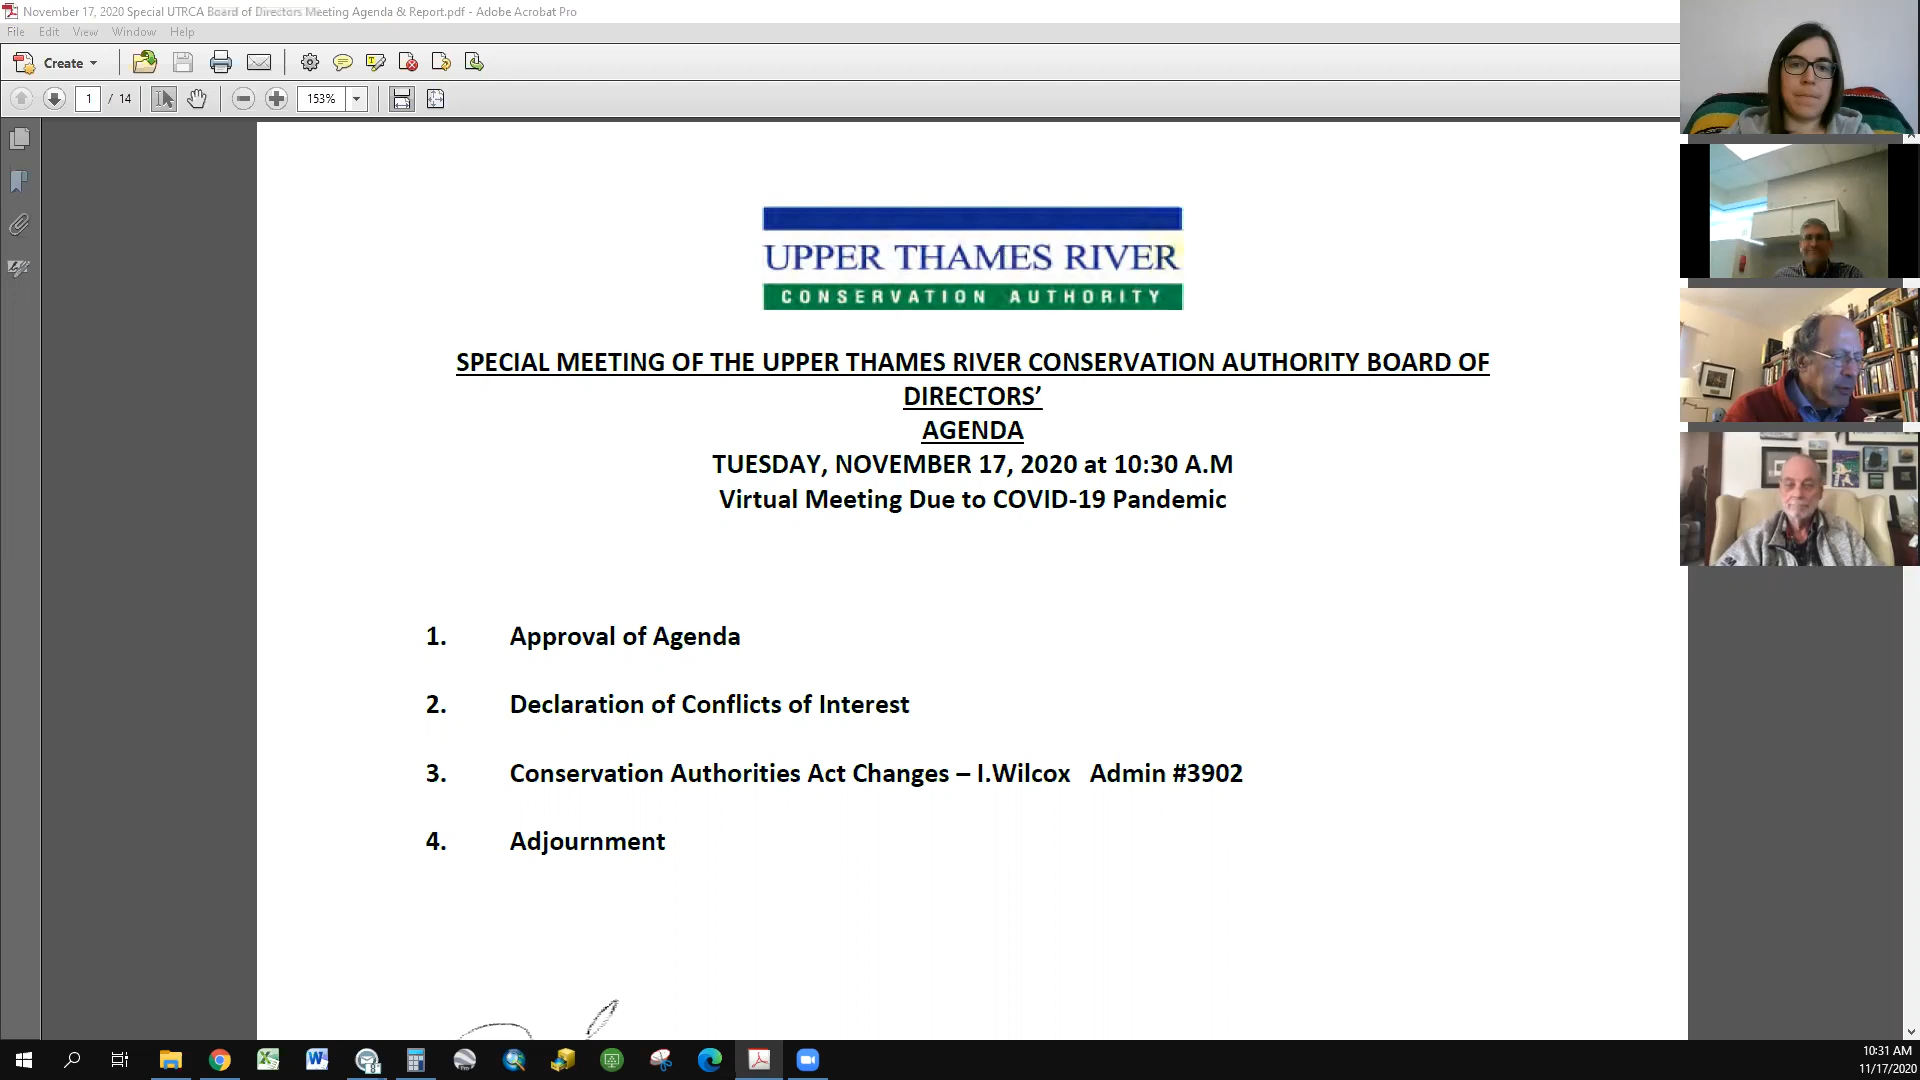 November 17, 2020 Special UTRCA Board of Directors Meeting Agenda & Report.pdf - Adobe Acrobat Pro
File Edit View Window Help
Create
1 / 14 153%
UPPER THAMES RIVER
CONSERVATION AUTHORITY
SPECIAL MEETING OF THE UPPER THAMES RIVER CONSERVATION AUTHORITY BOARD OF
DIRECTORS’
AGENDA
TUESDAY, NOVEMBER 17, 2020 at 10:30 A.M
Virtual Meeting Due to COVID-19 Pandemic
1. Approval of Agenda
2. Declaration of Conflicts of Interest
3. Conservation Authorities Act Changes – I.Wilcox Admin #3902
4. Adjournment
10:31 AM
11/17/2020